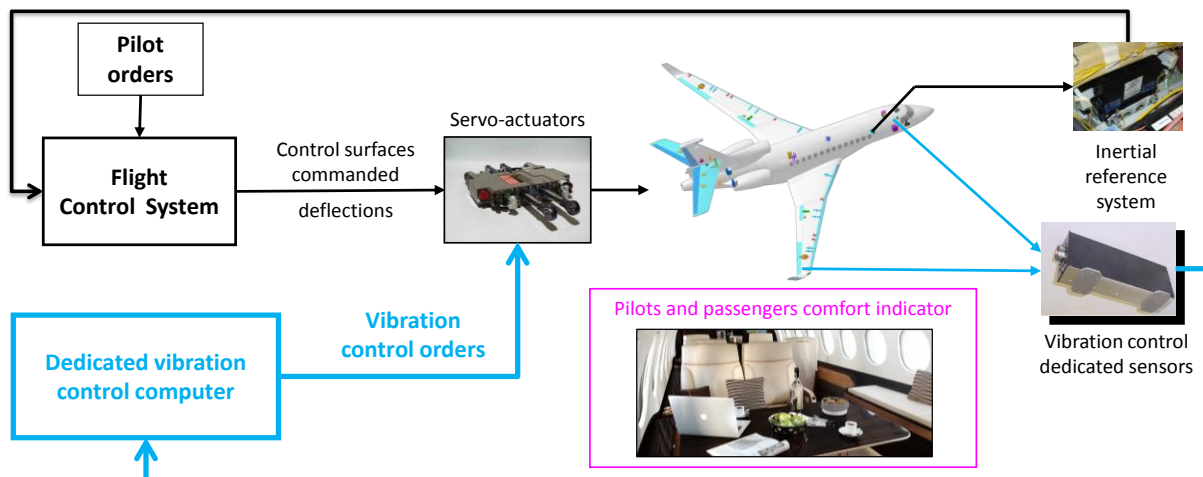 Pilot
orders
Flight
Control System
Control surfaces
commanded
deflections
Servo-actuators
Inertial
reference
system
Vibration control
dedicated sensors
Dedicated vibration
control computer
Vibration
control orders
Pilots and passengers comfort indicator